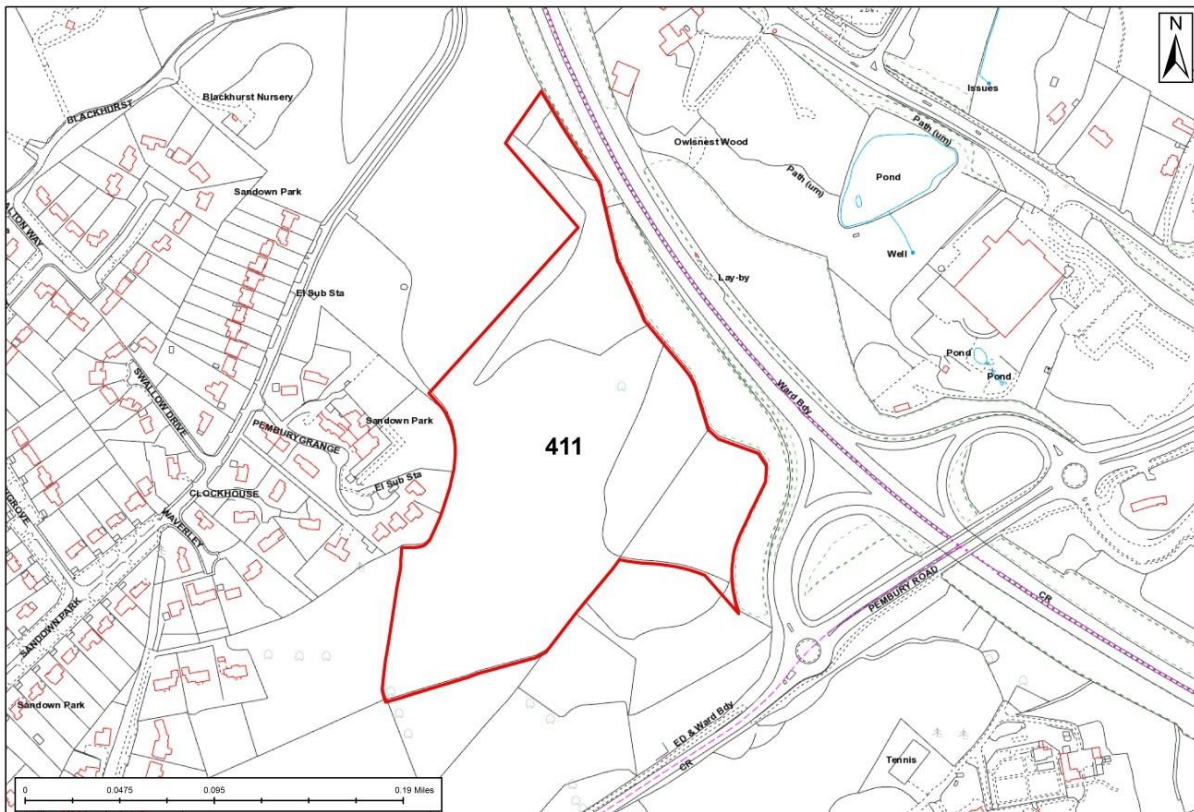 N
Issues
Blackhurst Nursery
BLACKHURST
Path (um)
Owlsnest Wood
Path (um)
Pond
Sandown Park
Well
Lay-by
El Sub Sta
Pond
Pond
SWALLOW DRIVE
Ward Bdy
Sandown Park
PEMBURY GRANGE
411
El Sub Sta
CLOCKHOUSE
WAVERLEY
PEMBURY ROAD
CR
SANDOWN PARK
Sandown Park
ED & Ward Bdy
CR
Tennis
0 0.0475 0.095 0.19 Miles